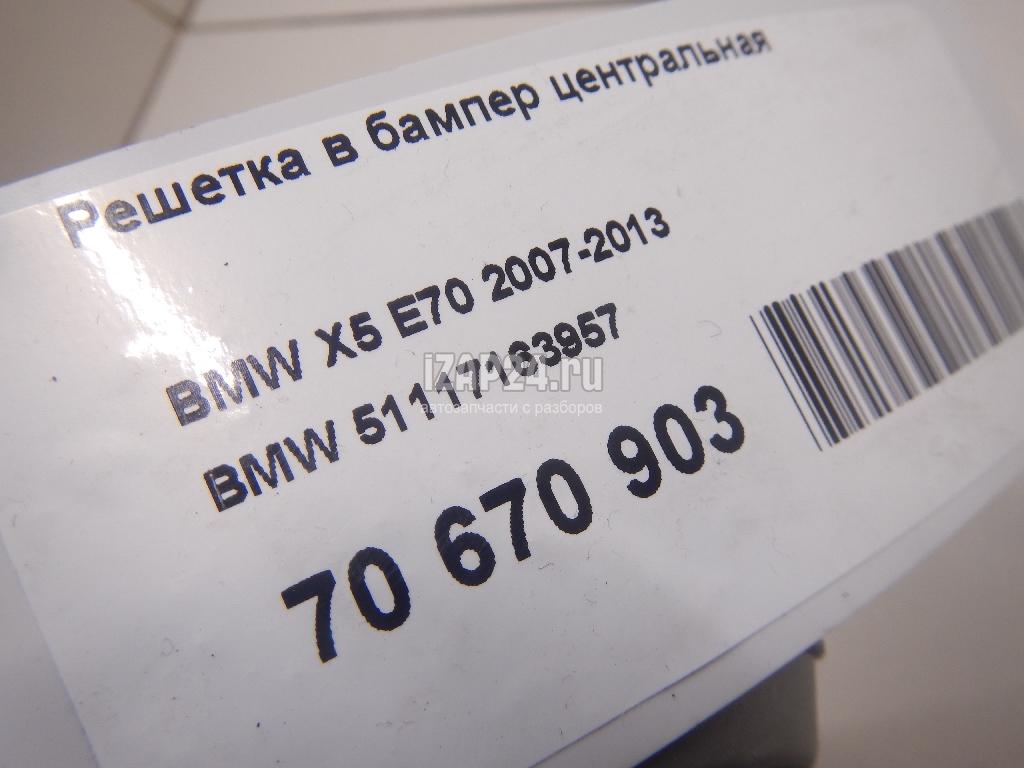 Решетка в бампер центральная
BMW X5 E70 2007-2013
BMW 51117163957
iZAP24.ru
автозапчасти с разборов
70 670 903